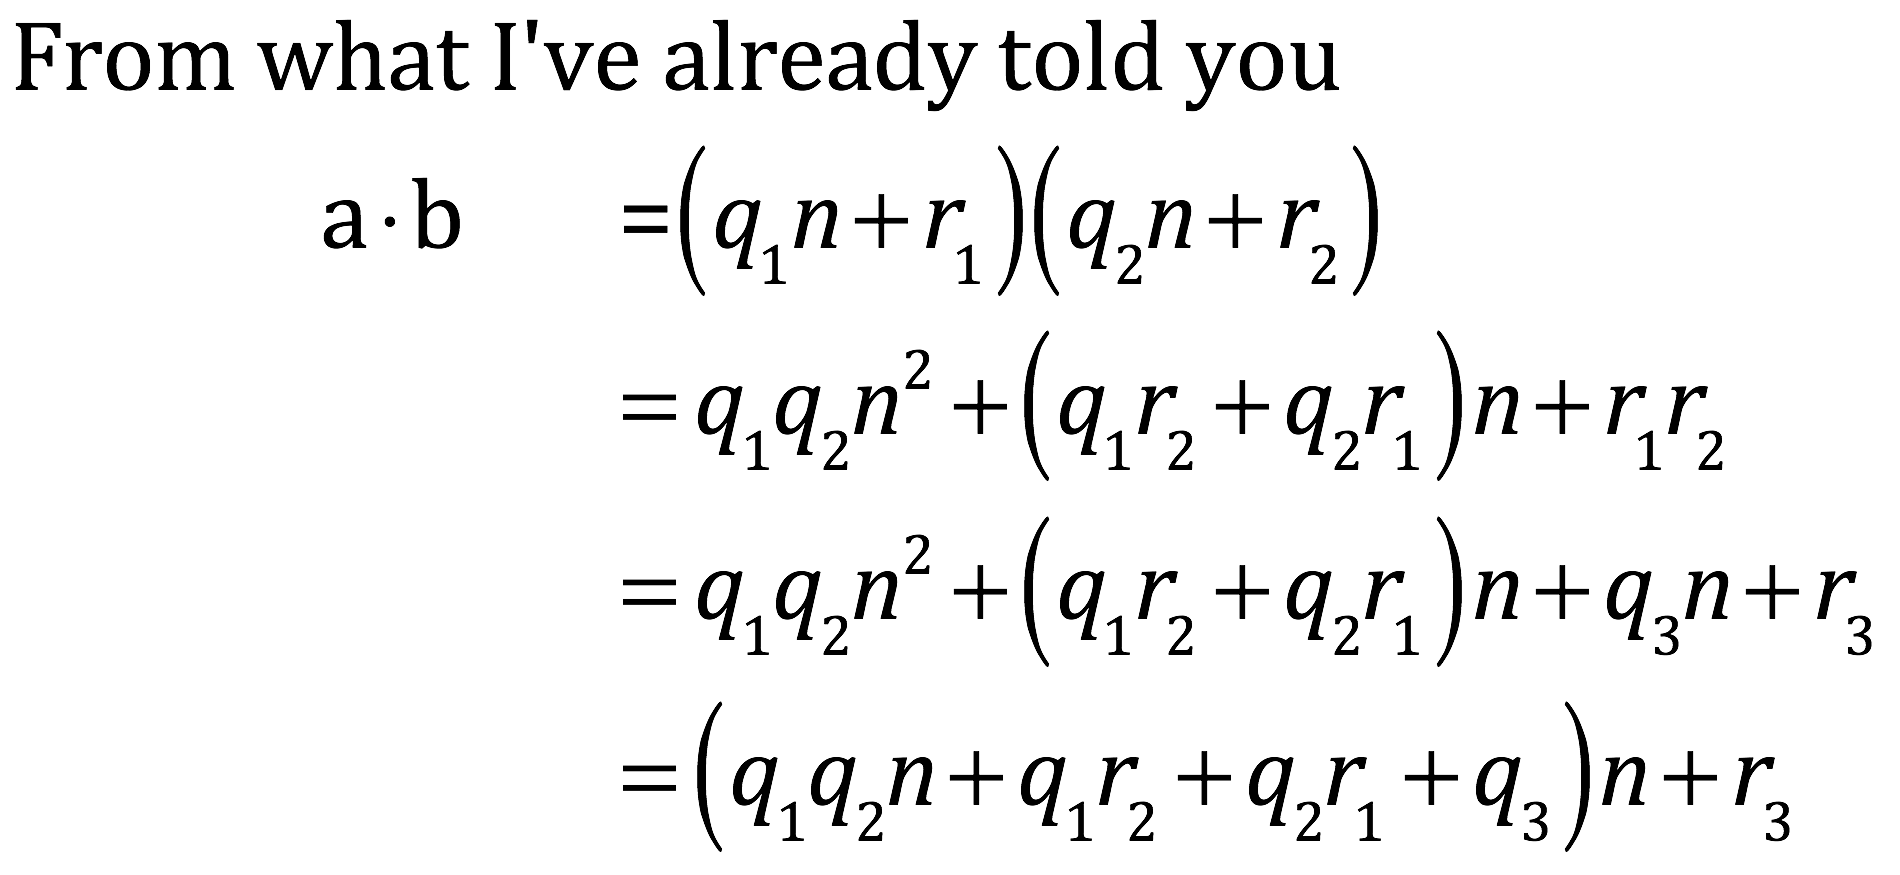 From what I've already told you
a·b =(q₁n+r₁)(q₂n+r₂)
=q₁q₂n²+(q₁r₂+q₂r₁)n+r₁r₂
=q₁q₂n²+(q₁r₂+q₂r₁)n+q₃n+r₃
=(q₁q₂n+q₁r₂+q₂r₁+q₃)n+r₃